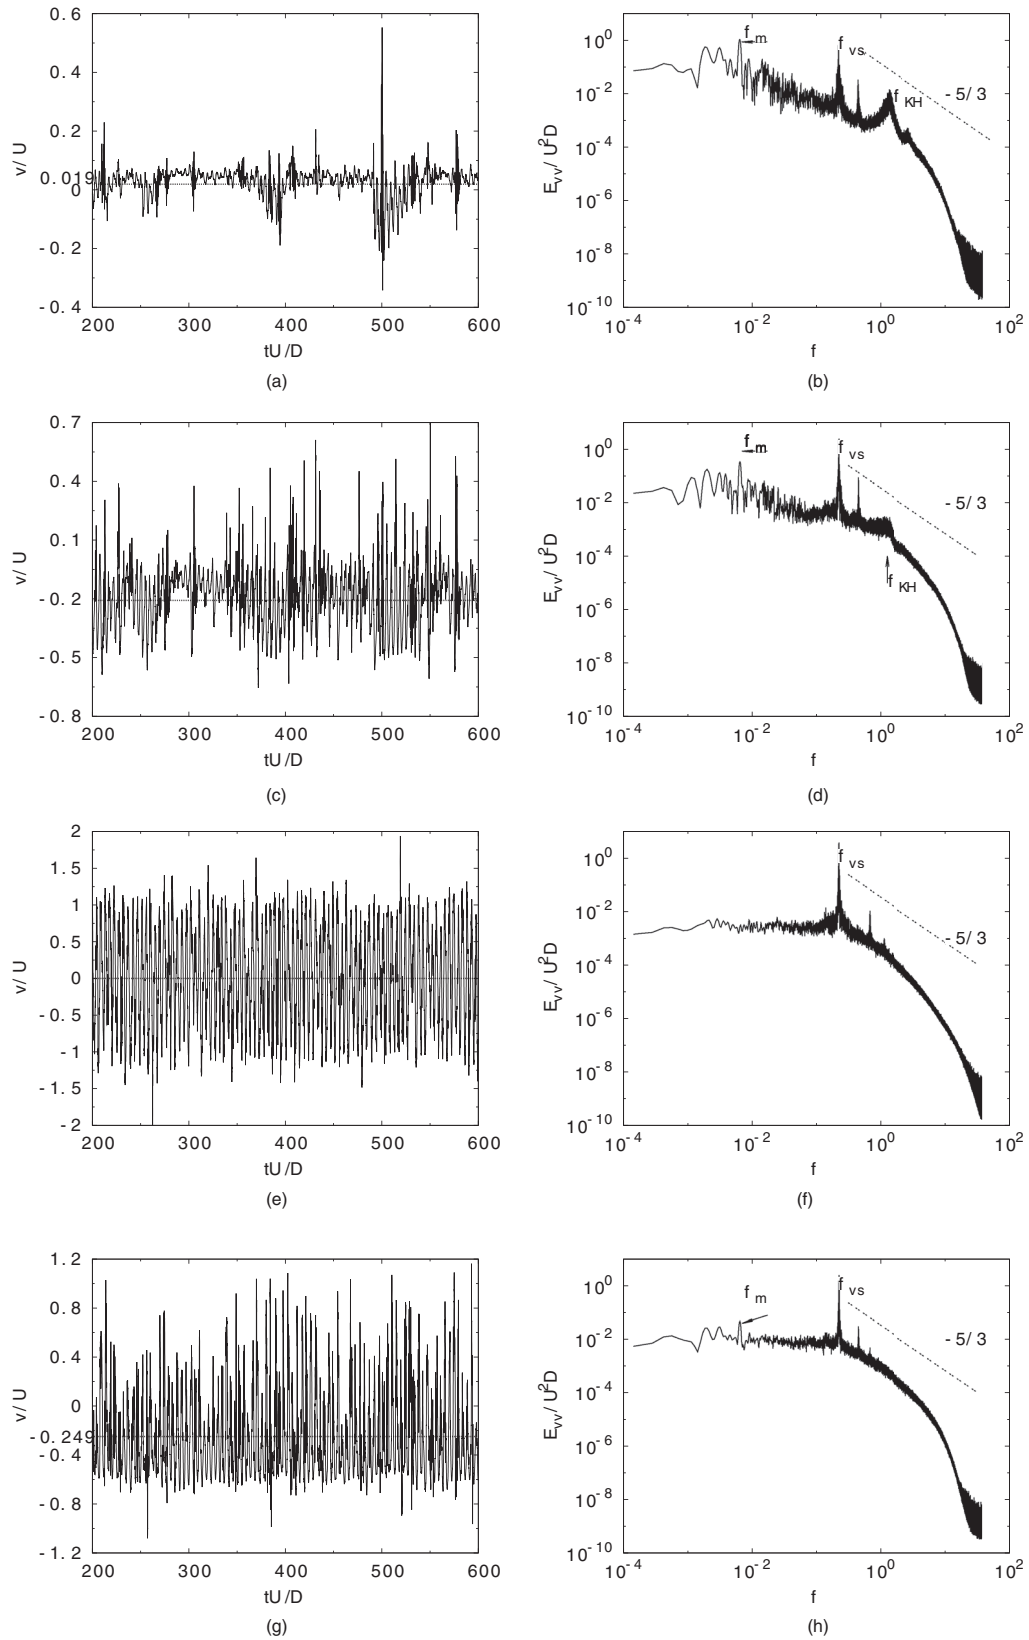 0.6
0.4
0.2
0.019
0
-0.2
-0.4
v/U
200 300 400 500 600
tU/D
(a)
10^0
10^-2
10^-4
10^-6
10^-8
10^-10
E_vv/U^2D
f_m
f_vs
f_KH
-5/3
10^-4 10^-2 10^0 10^2
f
(b)
0.7
0.4
0.1
-0.2
-0.5
-0.8
v/U
200 300 400 500 600
tU/D
(c)
10^0
10^-2
10^-4
10^-6
10^-8
10^-10
E_vv/U^2D
f_m
f_vs
-5/3
f_KH
10^-4 10^-2 10^0 10^2
f
(d)
2
1.5
1
0.5
0
-0.5
-1
-1.5
-2
v/U
200 300 400 500 600
tU/D
(e)
10^0
10^-2
10^-4
10^-6
10^-8
10^-10
E_vv/U^2D
f_vs
-5/3
10^-4 10^-2 10^0 10^2
f
(f)
1.2
0.8
0.4
0
-0.249
-0.4
-0.8
-1.2
v/U
200 300 400 500 600
tU/D
(g)
10^0
10^-2
10^-4
10^-6
10^-8
10^-10
E_vv/U^2D
f_m
f_vs
-5/3
10^-4 10^-2 10^0 10^2
f
(h)